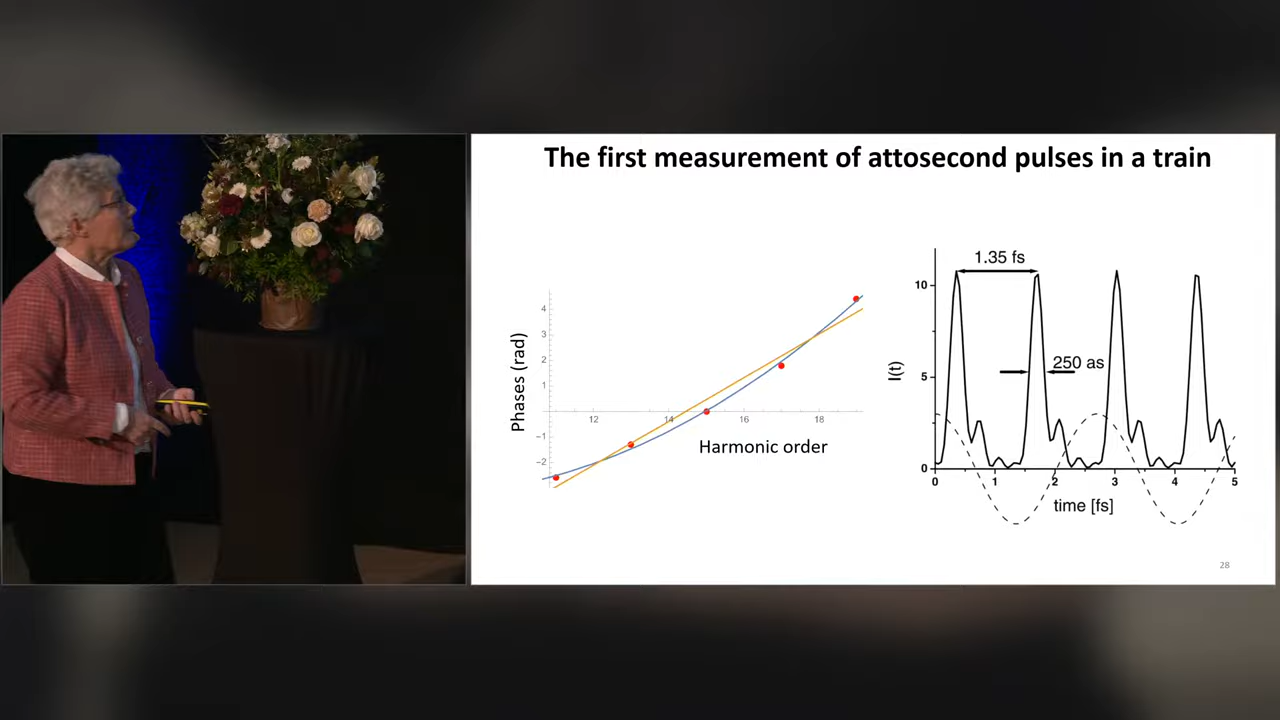 The first measurement of attosecond pulses in a train
Phases (rad)
4
3
2
1
−1
−2
12
14
16
18
Harmonic order
1.35 fs
250 as
I(t)
10
5
0
0
1
2
3
4
5
time [fs]
28